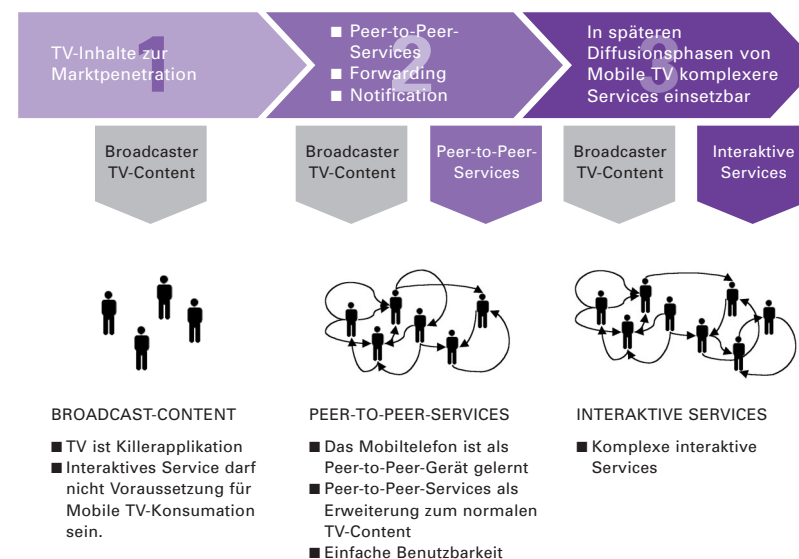 1
TV-Inhalte zur
Marktpenetration
2
■ Peer-to-Peer-
Services
■ Forwarding
■ Notification
3
In späteren
Diffusionsphasen von
Mobile TV komplexere
Services einsetzbar
Broadcaster
TV-Content
Broadcaster
TV-Content
Peer-to-Peer-
Services
Broadcaster
TV-Content
Interaktive
Services
BROADCAST-CONTENT
■ TV ist Killerapplikation
■ Interaktives Service darf
nicht Voraussetzung für
Mobile TV-Konsumation
sein.
PEER-TO-PEER-SERVICES
■ Das Mobiltelefon ist als
Peer-to-Peer-Gerät gelernt
■ Peer-to-Peer-Services als
Erweiterung zum normalen
TV-Content
■ Einfache Benutzbarkeit
INTERAKTIVE SERVICES
■ Komplexe interaktive
Services